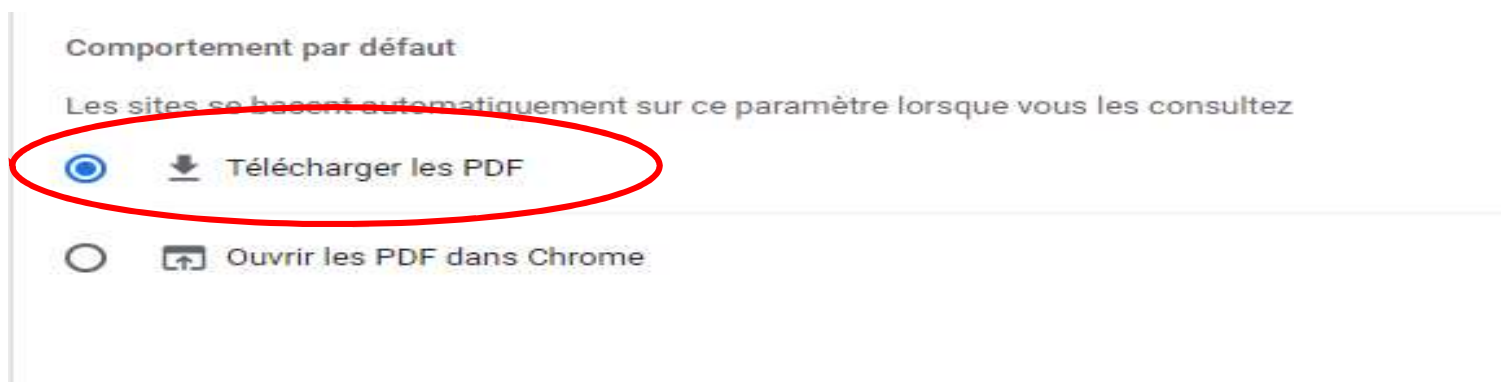 Comportement par défaut
Les sites se basent automatiquement sur ce paramètre lorsque vous les consultez
Télécharger les PDF
Ouvrir les PDF dans Chrome